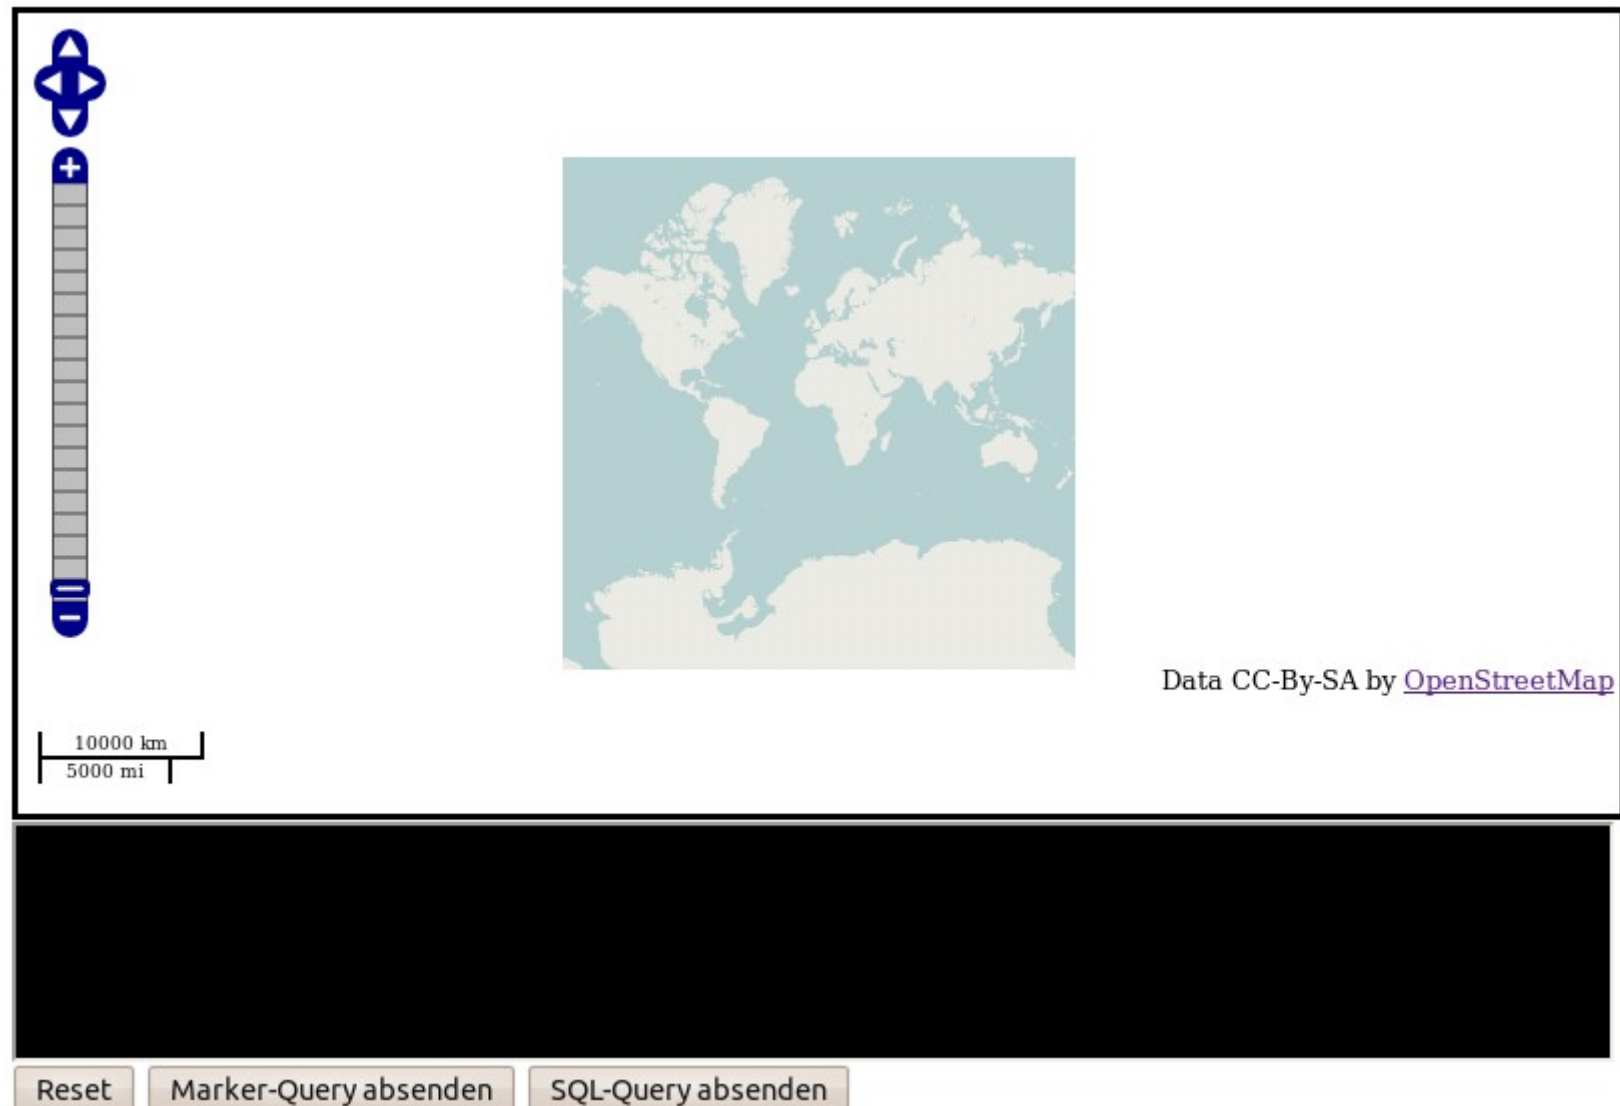 Data CC-By-SA by OpenStreetMap
10000 km
5000 mi
Reset Marker-Query absenden SQL-Query absenden